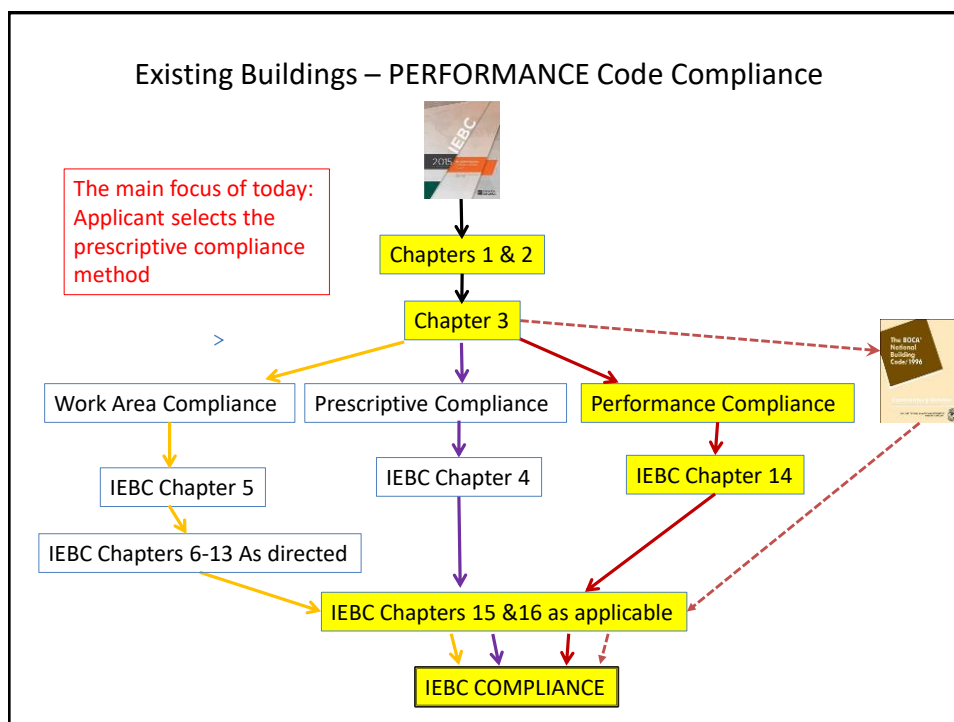 Existing Buildings – PERFORMANCE Code Compliance
IEBC
2015
The main focus of today:
Applicant selects the
prescriptive compliance
method
Chapters 1 & 2
Chapter 3
>
The BOCA
National
Building
Code/1996
Work Area Compliance
Prescriptive Compliance
Performance Compliance
IEBC Chapter 5
IEBC Chapter 4
IEBC Chapter 14
IEBC Chapters 6-13 As directed
IEBC Chapters 15 &16 as applicable
IEBC COMPLIANCE